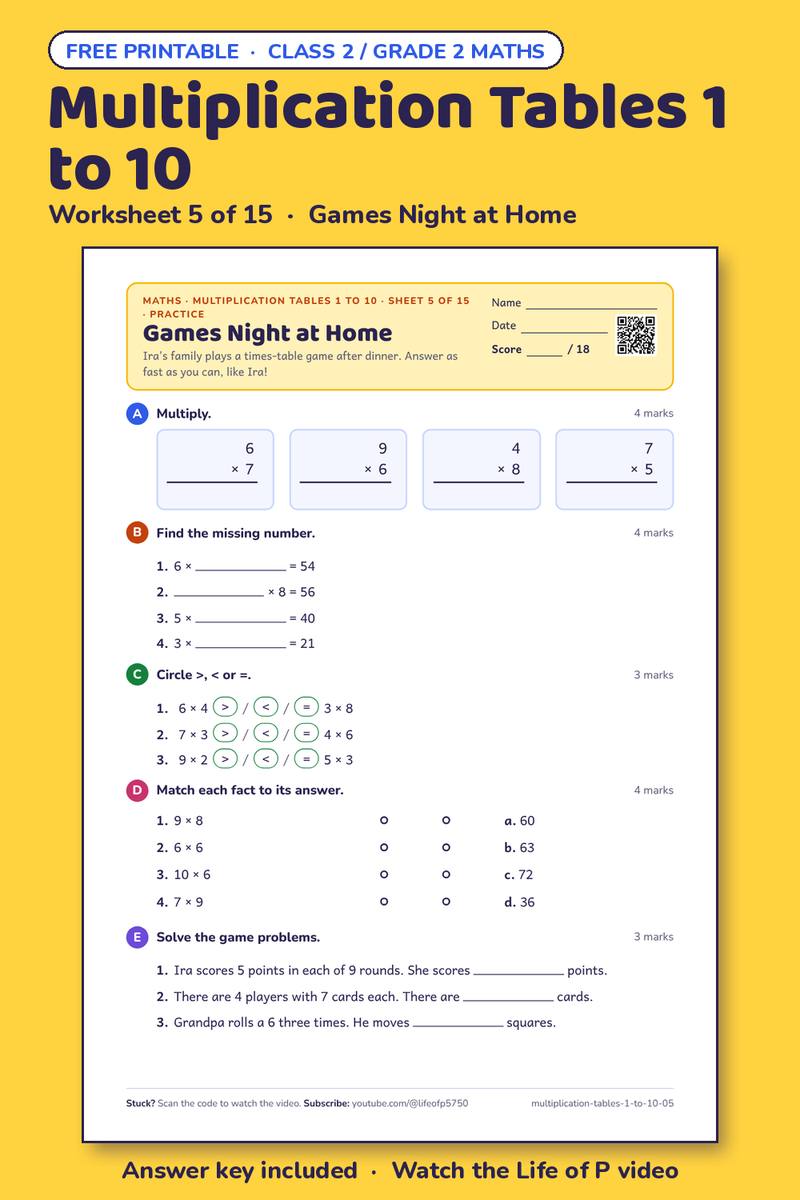 FREE PRINTABLE · CLASS 2 / GRADE 2 MATHS
Multiplication Tables 1
to 10
Worksheet 5 of 15 · Games Night at Home
MATHS · MULTIPLICATION TABLES 1 TO 10 · SHEET 5 OF 15
· PRACTICE
Games Night at Home
Ira's family plays a times-table game after dinner. Answer as
fast as you can, like Ira!
Name
Date
Score / 18
A Multiply. 4 marks
6 9 4 7
× 7 × 6 × 8 × 5
B Find the missing number. 4 marks
1. 6 × ______ = 54
2. ______ × 8 = 56
3. 5 × ______ = 40
4. 3 × ______ = 21
C Circle >, < or =. 3 marks
1. 6 × 4 > / < / = 3 × 8
2. 7 × 3 > / < / = 4 × 6
3. 9 × 2 > / < / = 5 × 3
D Match each fact to its answer. 4 marks
1. 9 × 8 a. 60
2. 6 × 6 b. 63
3. 10 × 6 c. 72
4. 7 × 9 d. 36
E Solve the game problems. 3 marks
1. Ira scores 5 points in each of 9 rounds. She scores ______ points.
2. There are 4 players with 7 cards each. There are ______ cards.
3. Grandpa rolls a 6 three times. He moves ______ squares.
Stuck? Scan the code to watch the video. Subscribe: youtube.com/@lifeofp5750 multiplication-tables-1-to-10-05
Answer key included · Watch the Life of P video